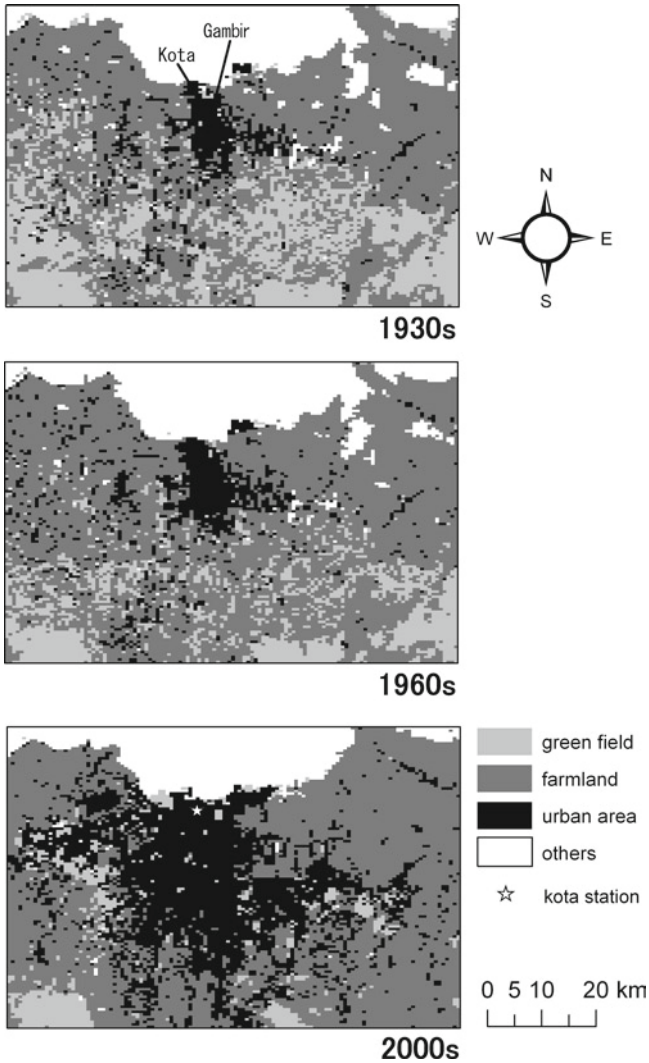 Gambir
Kota
N
W E
S
1930s
1960s
green field
farmland
urban area
others
kota station
0 5 10 20 km
2000s